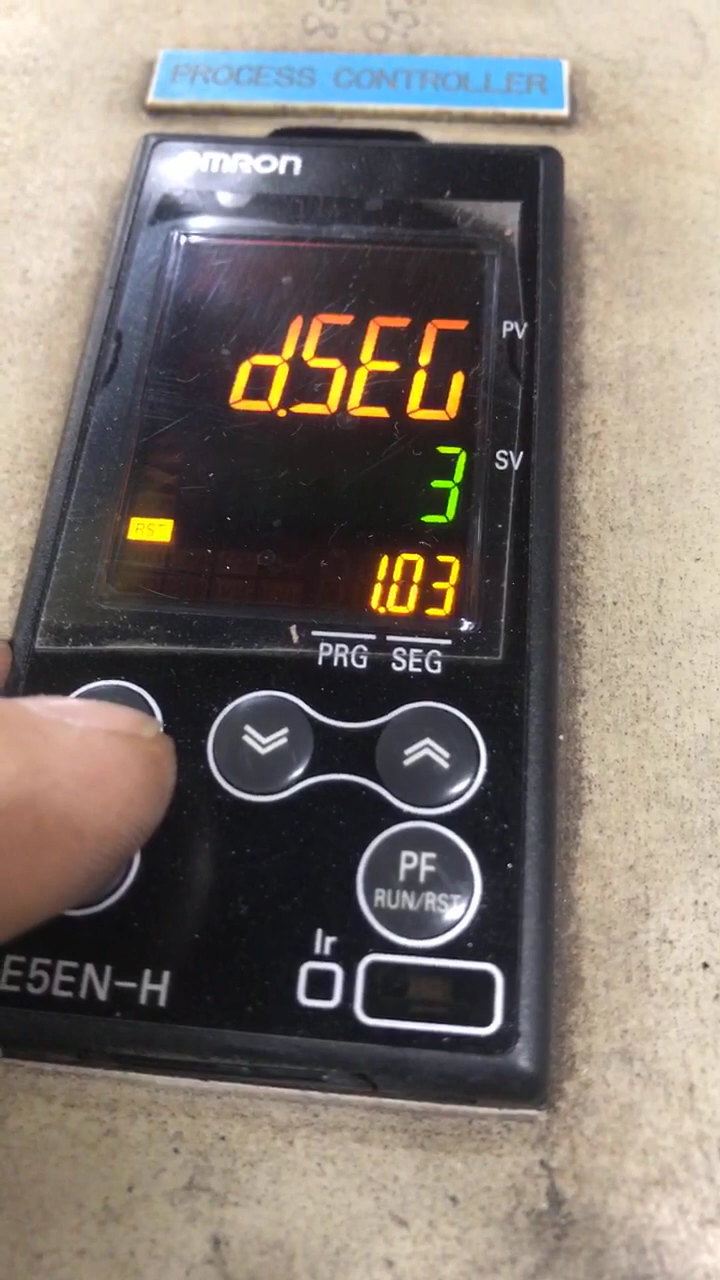 PROCESS CONTROLLER
OMRON
d.SEG
PV
3
SV
RST
1.03
PRG SEG
PF
RUN/RST
Ir
E5EN-H